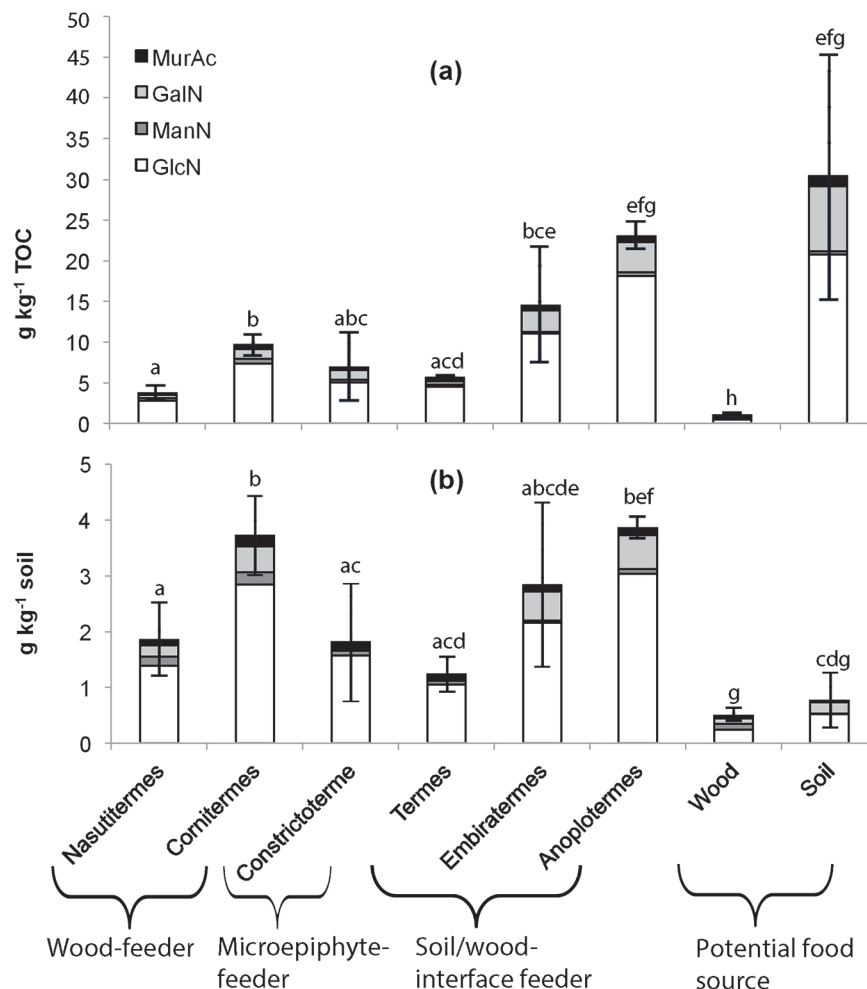 50
45
40
35
30
25
20
15
10
5
0
g kg⁻¹ TOC
MurAc
GalN
ManN
GlcN
(a)
a
b
abc
acd
bce
efg
h
efg
5
4
3
2
1
0
g kg⁻¹ soil
(b)
a
b
ac
acd
abcde
bef
g
cdg
Nasutitermes
Cornitermes
Constrictoterme
Termes
Embiratermes
Anoplotermes
Wood
Soil
Wood-feeder
Microepiphyte-
feeder
Soil/wood-
interface feeder
Potential food
source